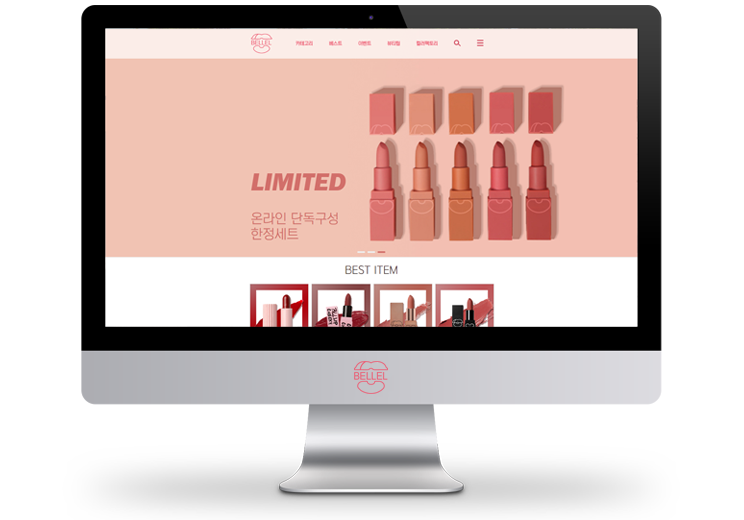 BELLEL
카테고리 베스트 이벤트 뷰티팁 컬러팩토리
LIMITED
온라인 단독구성
한정세트
BEST ITEM
BELLEL